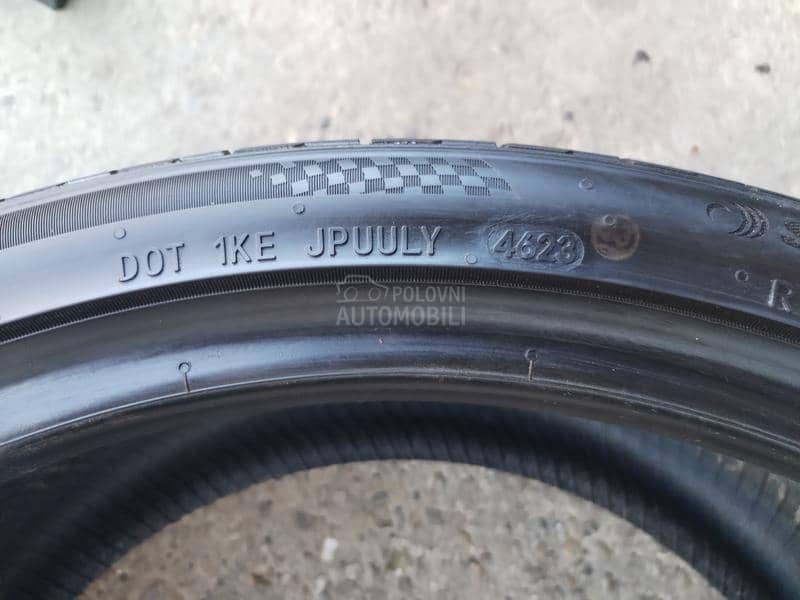 DOT 1KE JPUULY 4623
R
POLOVNI
AUTOMOBILI